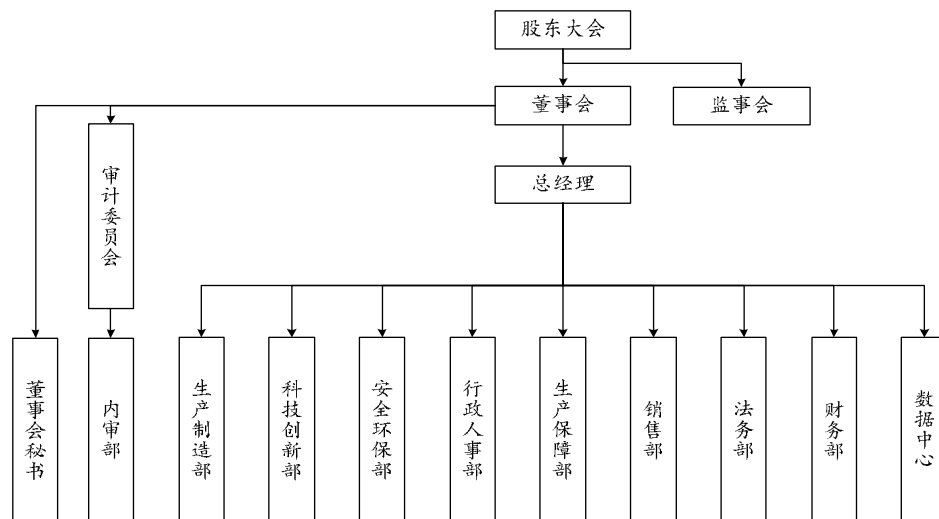 股东大会
董事会
监事会
总经理
审计委员会
董事会秘书
内审部
生产制造部
科技创新部
安全环保部
行政人事部
生产保障部
销售部
法务部
财务部
数据中心